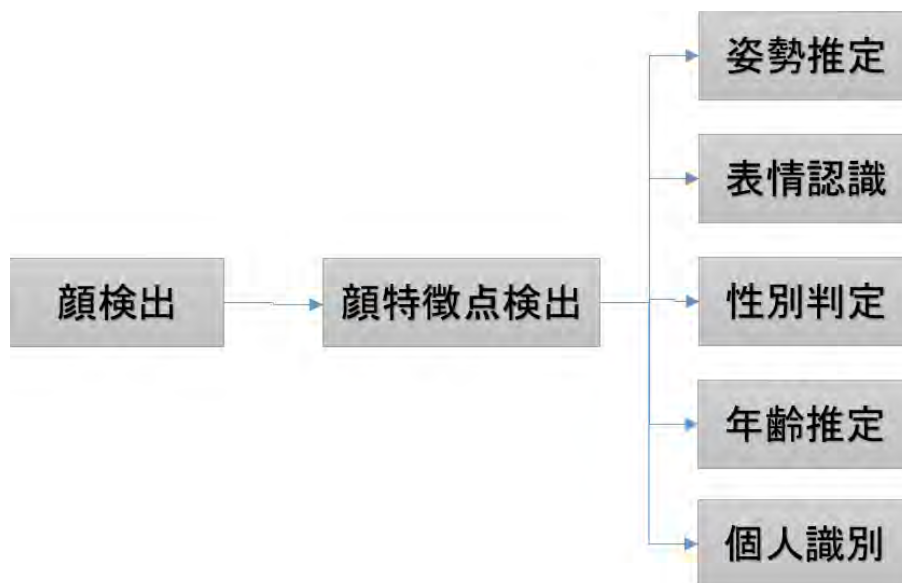 顔検出
顔特徴点検出
姿勢推定
表情認識
性別判定
年齢推定
個人識別